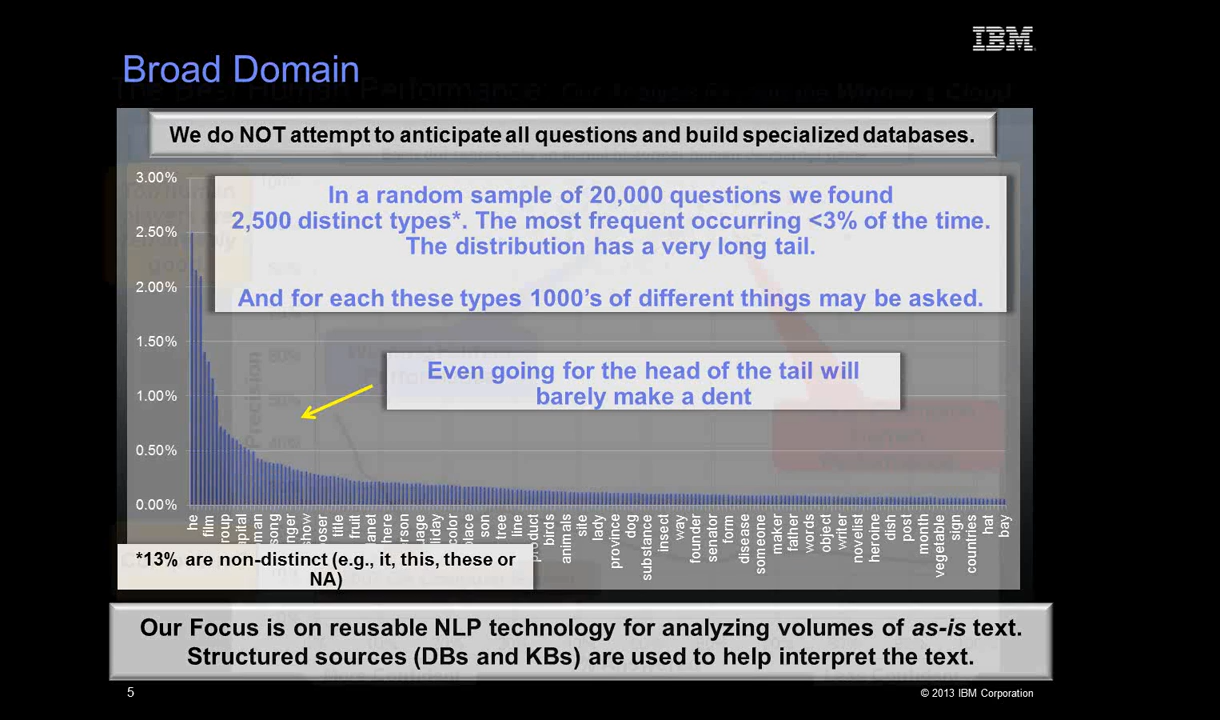 IBM
Broad Domain
We do NOT attempt to anticipate all questions and build specialized databases.
3.00%
In a random sample of 20,000 questions we found
2,500 distinct types*. The most frequent occurring <3% of the time.
The distribution has a very long tail.
And for each these types 1000's of different things may be asked.
2.50%
2.00%
1.50%
Even going for the head of the tail will
barely make a dent
1.00%
0.50%
0.00%
he
film
song
show
title
fruit
color
son
tree
line
birds
animals
site
lady
province
dog
substance
insect
way
founder
senator
form
disease
someone
maker
father
words
object
writer
novelist
heroine
dish
post
month
vegetable
sign
countries
hat
bay
*13% are non-distinct (e.g., it, this, these or
NA)
Our Focus is on reusable NLP technology for analyzing volumes of as-is text.
Structured sources (DBs and KBs) are used to help interpret the text.
5
© 2013 IBM Corporation